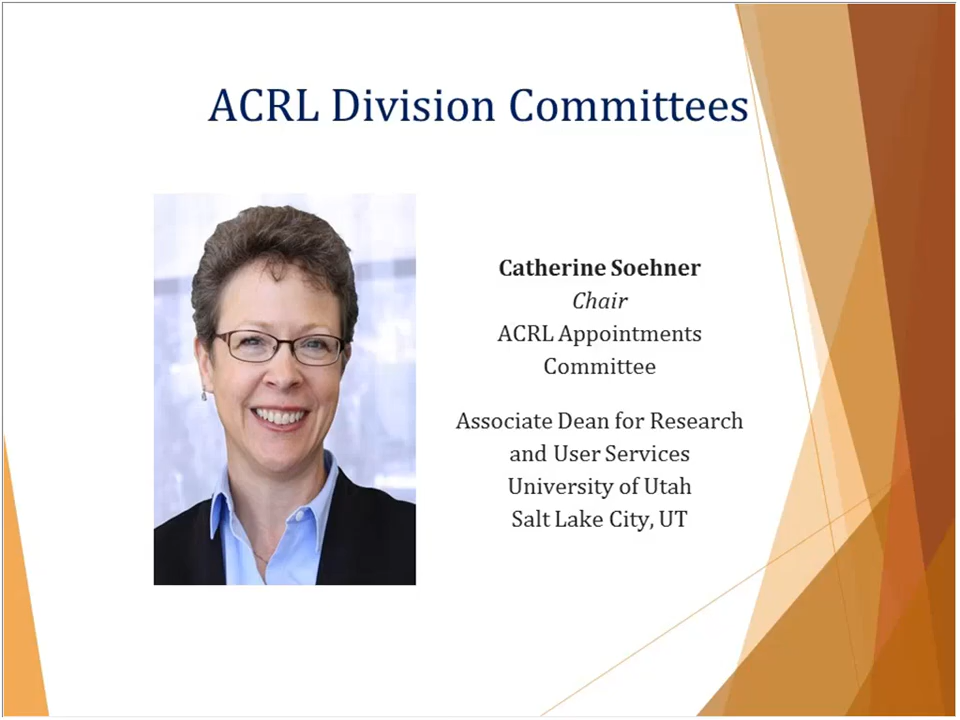 ACRL Division Committees
Catherine Soehner
Chair
ACRL Appointments
Committee
Associate Dean for Research
and User Services
University of Utah
Salt Lake City, UT